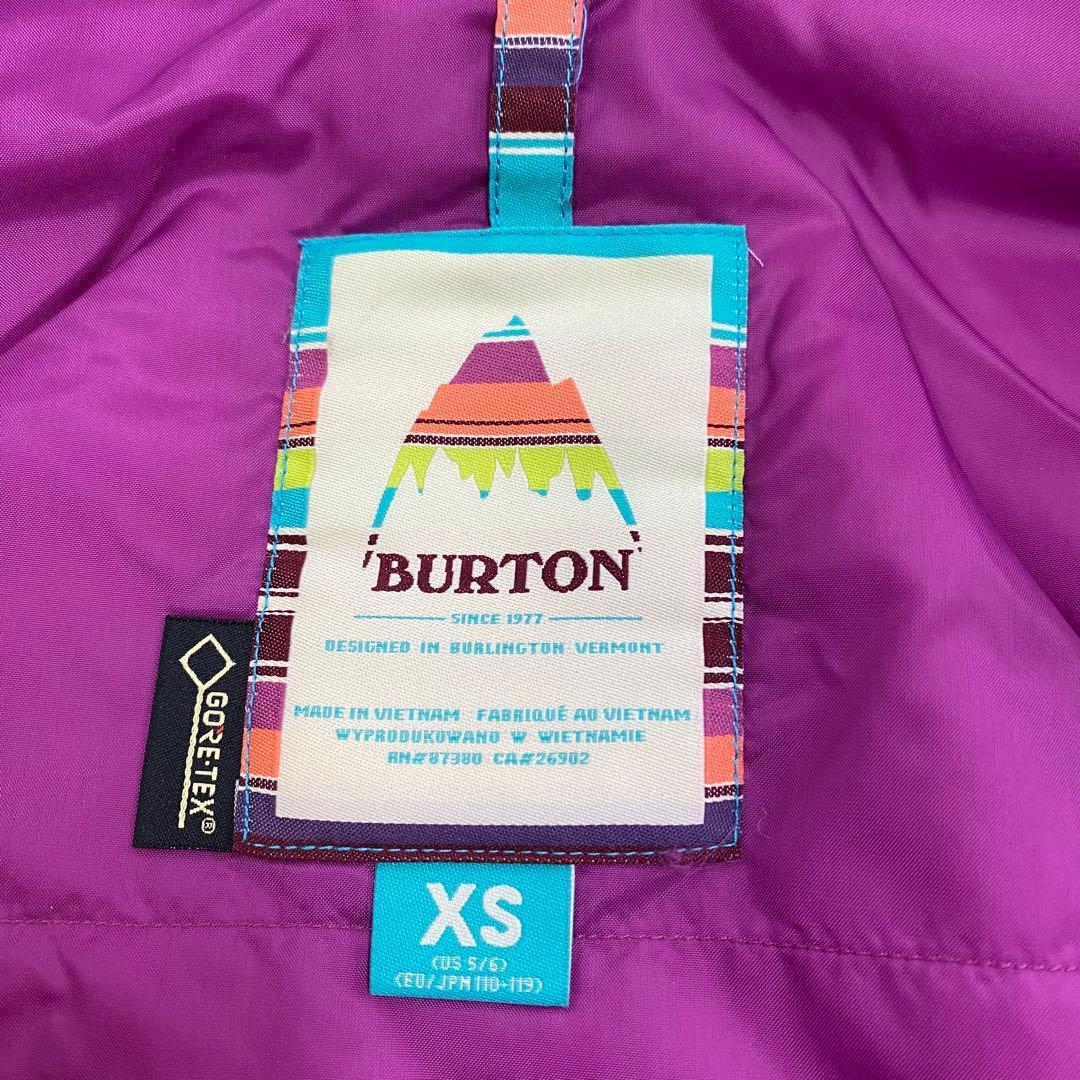 'BURTON'
SINCE 1977
DESIGNED IN BURLINGTON VERMONT
MADE IN VIETNAM FABRIQUÉ AU VIETNAM
WYPRODUKOWANO W WIETNAMIE
RN#87380 CA#26902
GORE-TEX®
XS
(US 5/6)
(EU/JPN 110-119)